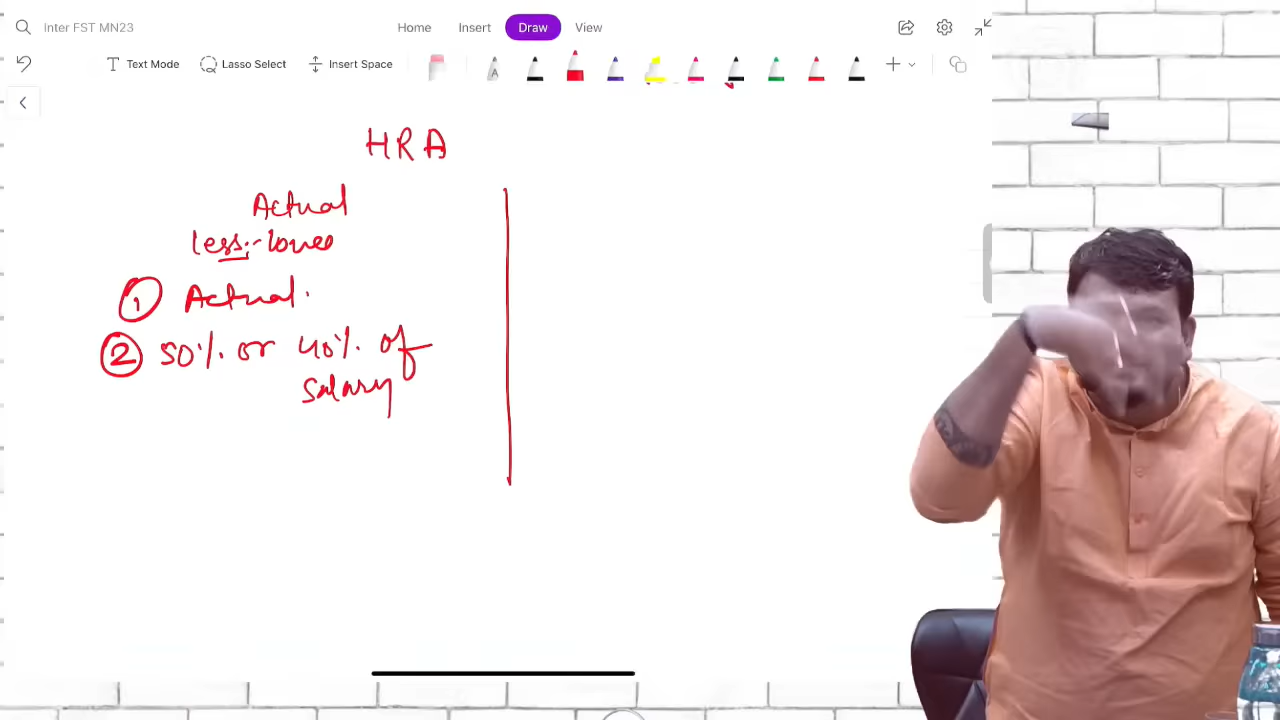 Inter FST MN23
Home Insert Draw View
Text Mode Lasso Select Insert Space
HRA
Actual
less:- lower
① Actual.
② 50% or 40% of
salary